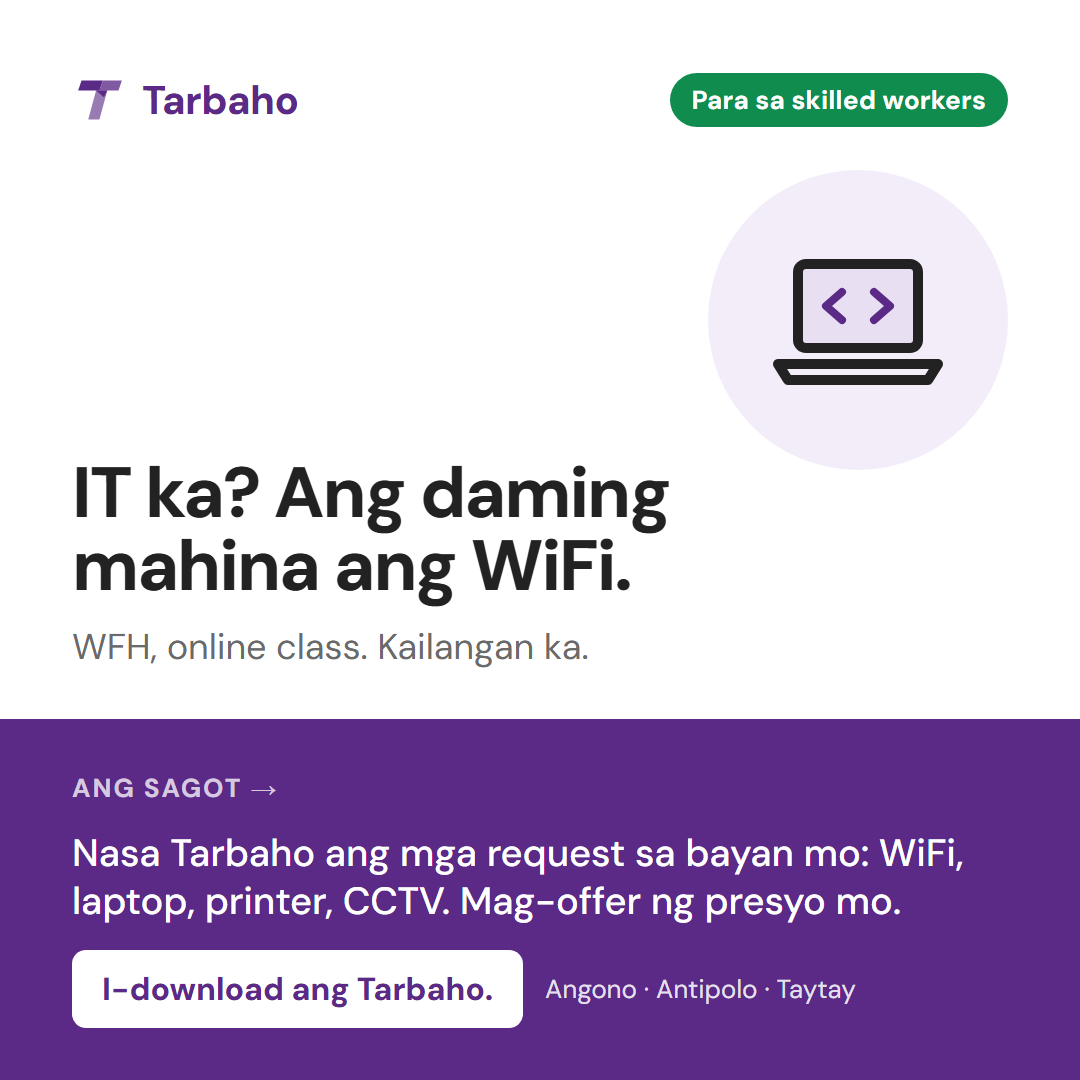 Tarbaho
Para sa skilled workers
IT ka? Ang daming
mahina ang WiFi.
WFH, online class. Kailangan ka.
ANG SAGOT →
Nasa Tarbaho ang mga request sa bayan mo: WiFi,
laptop, printer, CCTV. Mag-offer ng presyo mo.
I-download ang Tarbaho.
Angono · Antipolo · Taytay